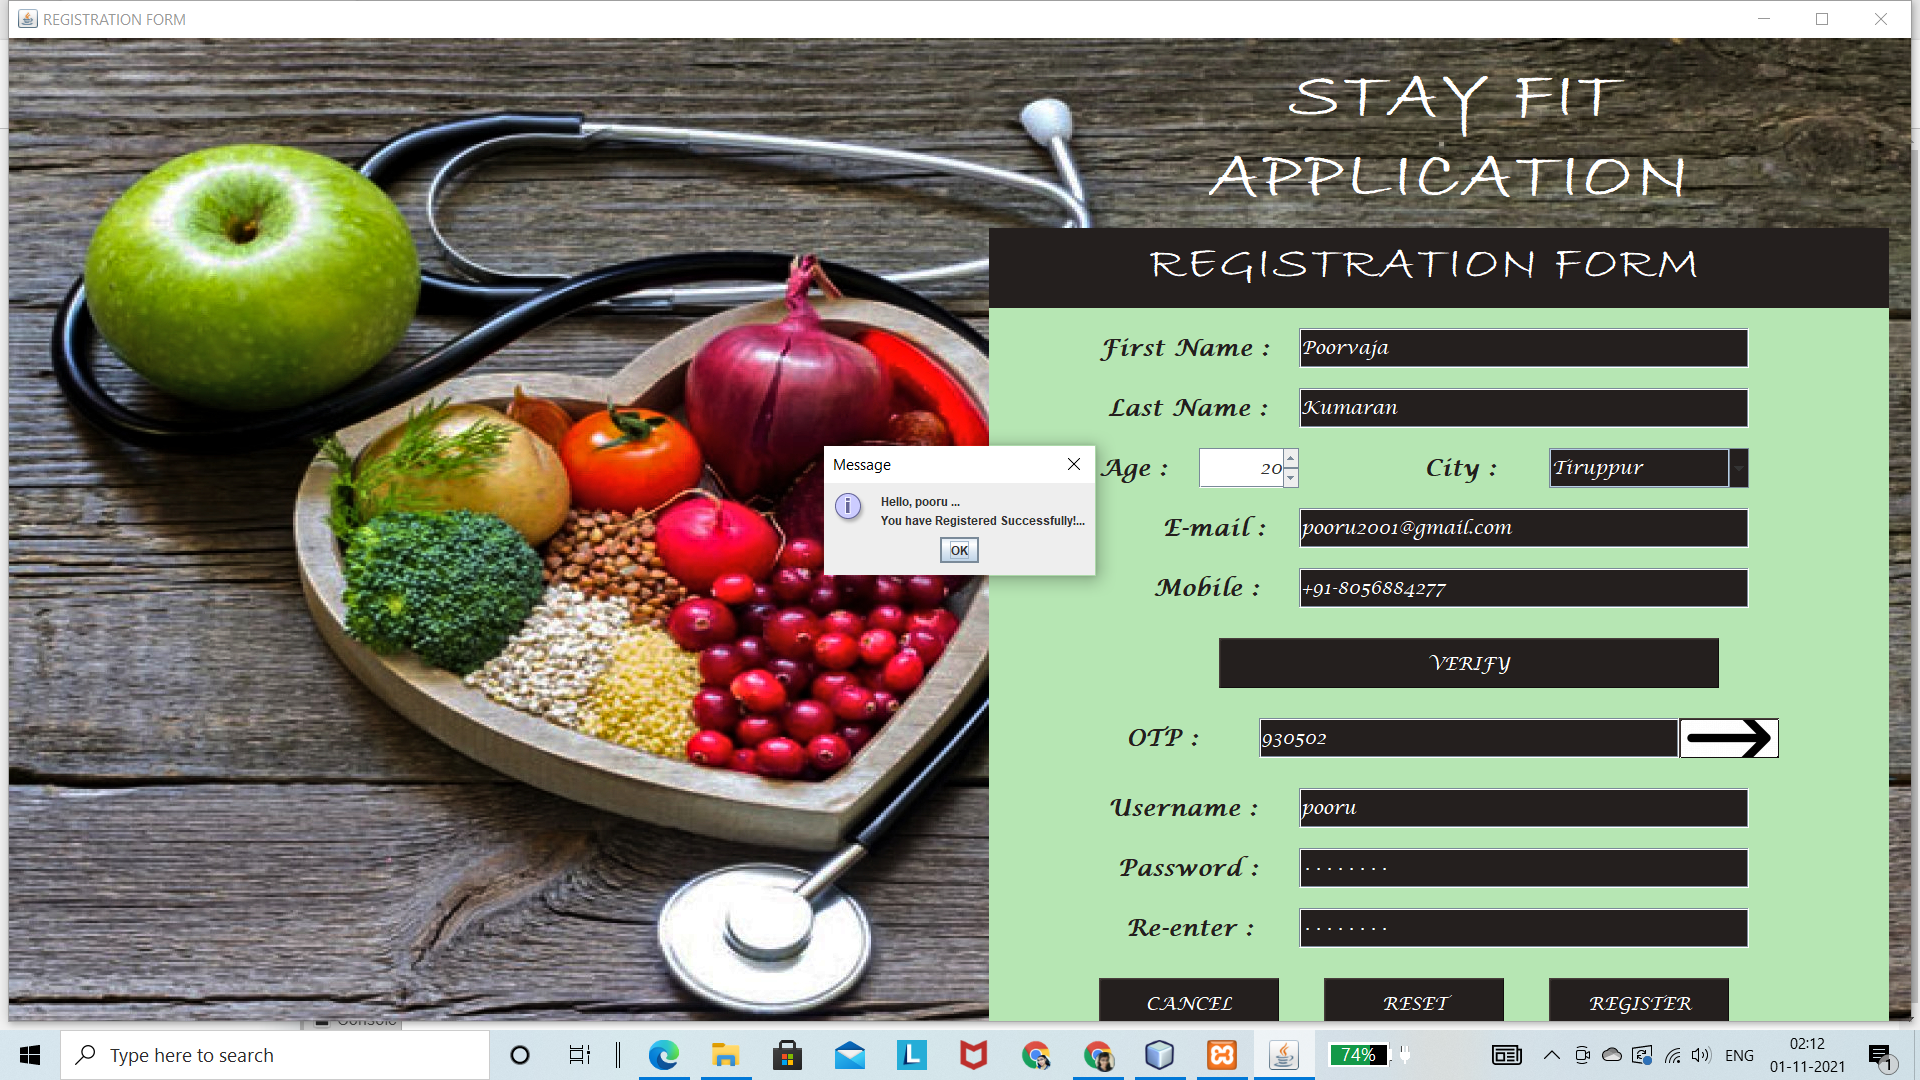 REGISTRATION FORM
STAY FIT
APPLICATION
REGISTRATION FORM
First Name :
Poorvaja
Last Name :
Kumaran
Age :
20
City :
Tiruppur
E-mail :
pooru2001@gmail.com
Mobile :
+91-8056884277
VERIFY
OTP :
930502
Username :
pooru
Password :
Re-enter :
CANCEL
RESET
REGISTER
Message
Hello, pooru ...
You have Registered Successfully!...
OK
Console
Type here to search
L
74%
ENG
02:12
01-11-2021
1